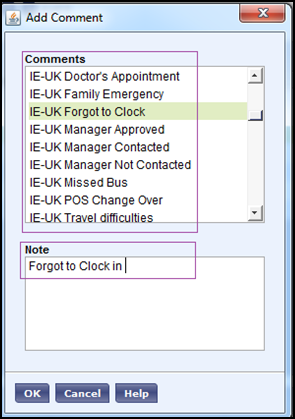 Add Comment
Comments
IE-UK Doctor's Appointment
IE-UK Family Emergency
IE-UK Forgot to Clock
IE-UK Manager Approved
IE-UK Manager Contacted
IE-UK Manager Not Contacted
IE-UK Missed Bus
IE-UK POS Change Over
IE-UK Travel difficulties
Note
Forgot to Clock in
OK Cancel Help